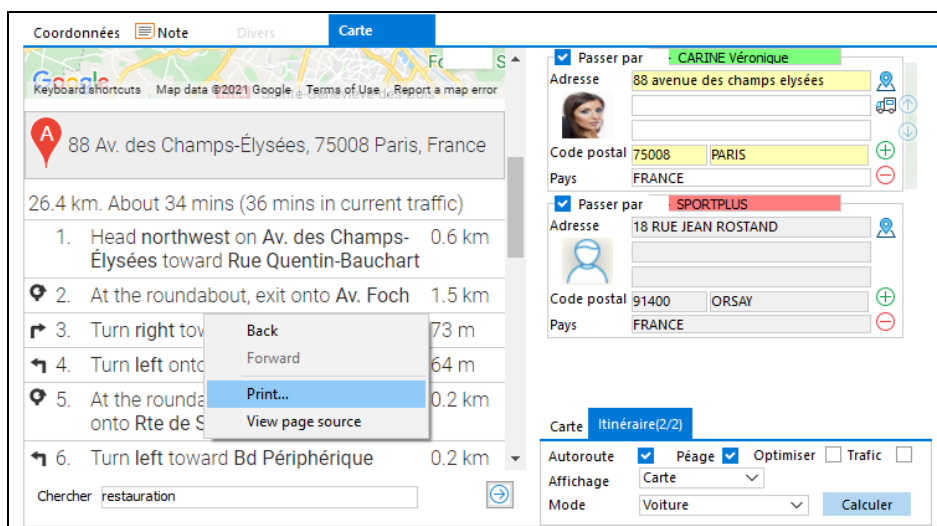 Coordonnées Note Divers Carte
Google
Keyboard shortcuts Map data ©2021 Google Terms of Use Report a map error
A
88 Av. des Champs-Élysées, 75008 Paris, France
26.4 km. About 34 mins (36 mins in current traffic)
1. Head northwest on Av. des Champs- 0.6 km
Élysées toward Rue Quentin-Bauchart
2. At the roundabout, exit onto Av. Foch 1.5 km
3. Turn right 73 m
4. Turn left 64 m
5. At the 0.2 km
onto Rte de
6. Turn left toward Bd Périphérique 0.2 km
Back
Forward
Print...
View page source
Chercher restauration
Passer par - CARINE Véronique
Adresse 88 avenue des champs elysées
Code postal 75008 PARIS
Pays FRANCE
Passer par - SPORTPLUS
Adresse 18 RUE JEAN ROSTAND
Code postal 91400 ORSAY
Pays FRANCE
Carte Itinéraire(2/2)
Autoroute Péage Optimiser Trafic
Affichage Carte
Mode Voiture Calculer